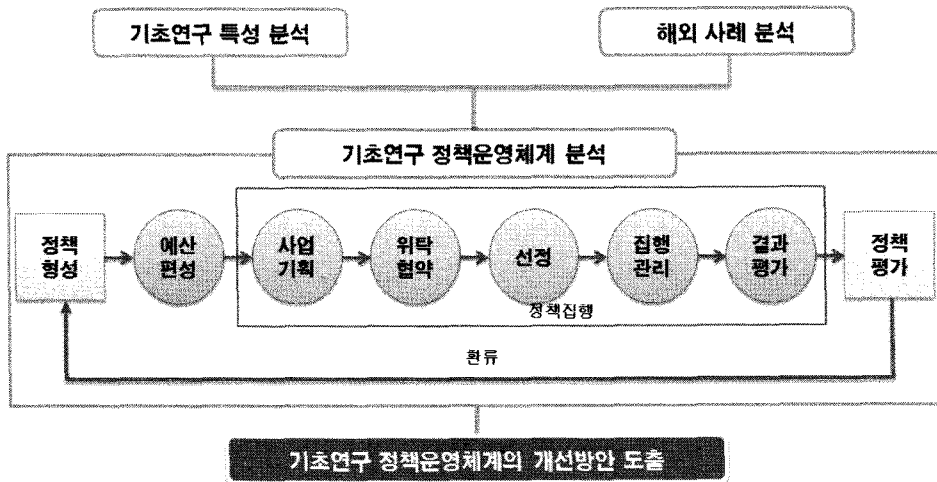 기초연구 특성 분석
해외 사례 분석
기초연구 정책운영체계 분석
정책
형성
예산
편성
사업
기획
위탁
협약
선정
집행
관리
결과
평가
정책
평가
정책집행
환류
기초연구 정책운영체계의 개선방안 도출